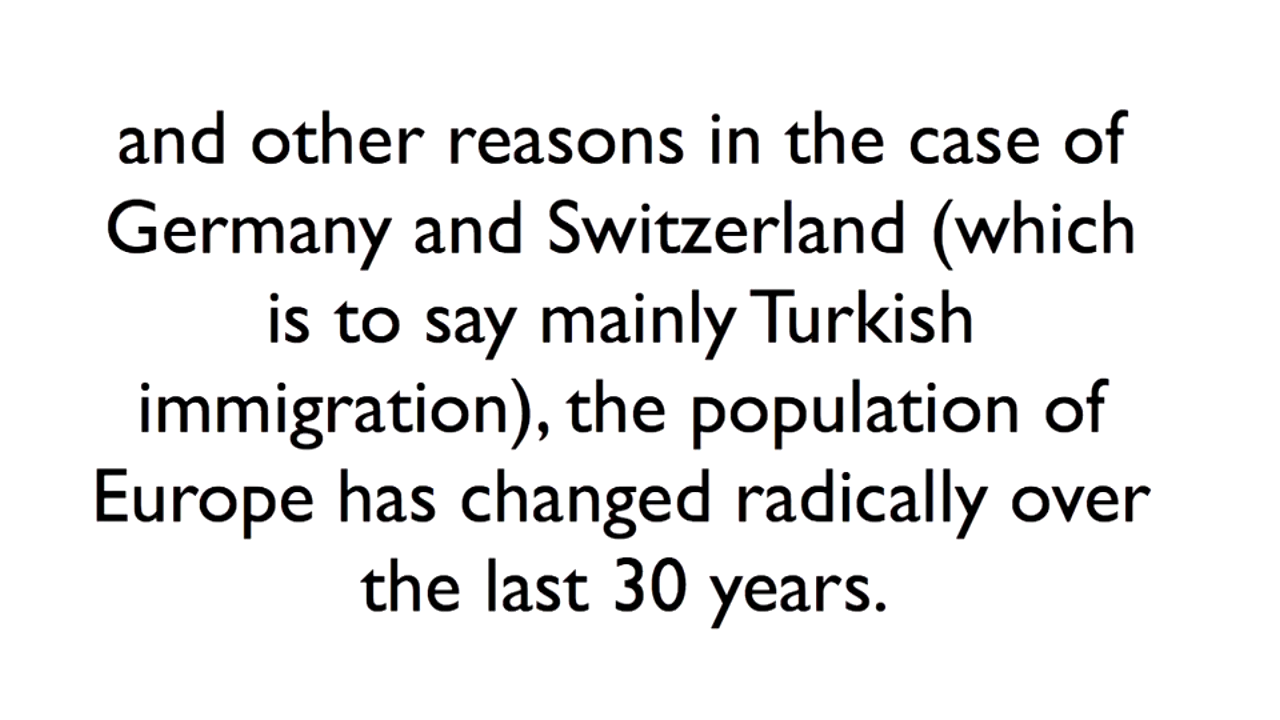 and other reasons in the case of
Germany and Switzerland (which
is to say mainly Turkish
immigration), the population of
Europe has changed radically over
the last 30 years.